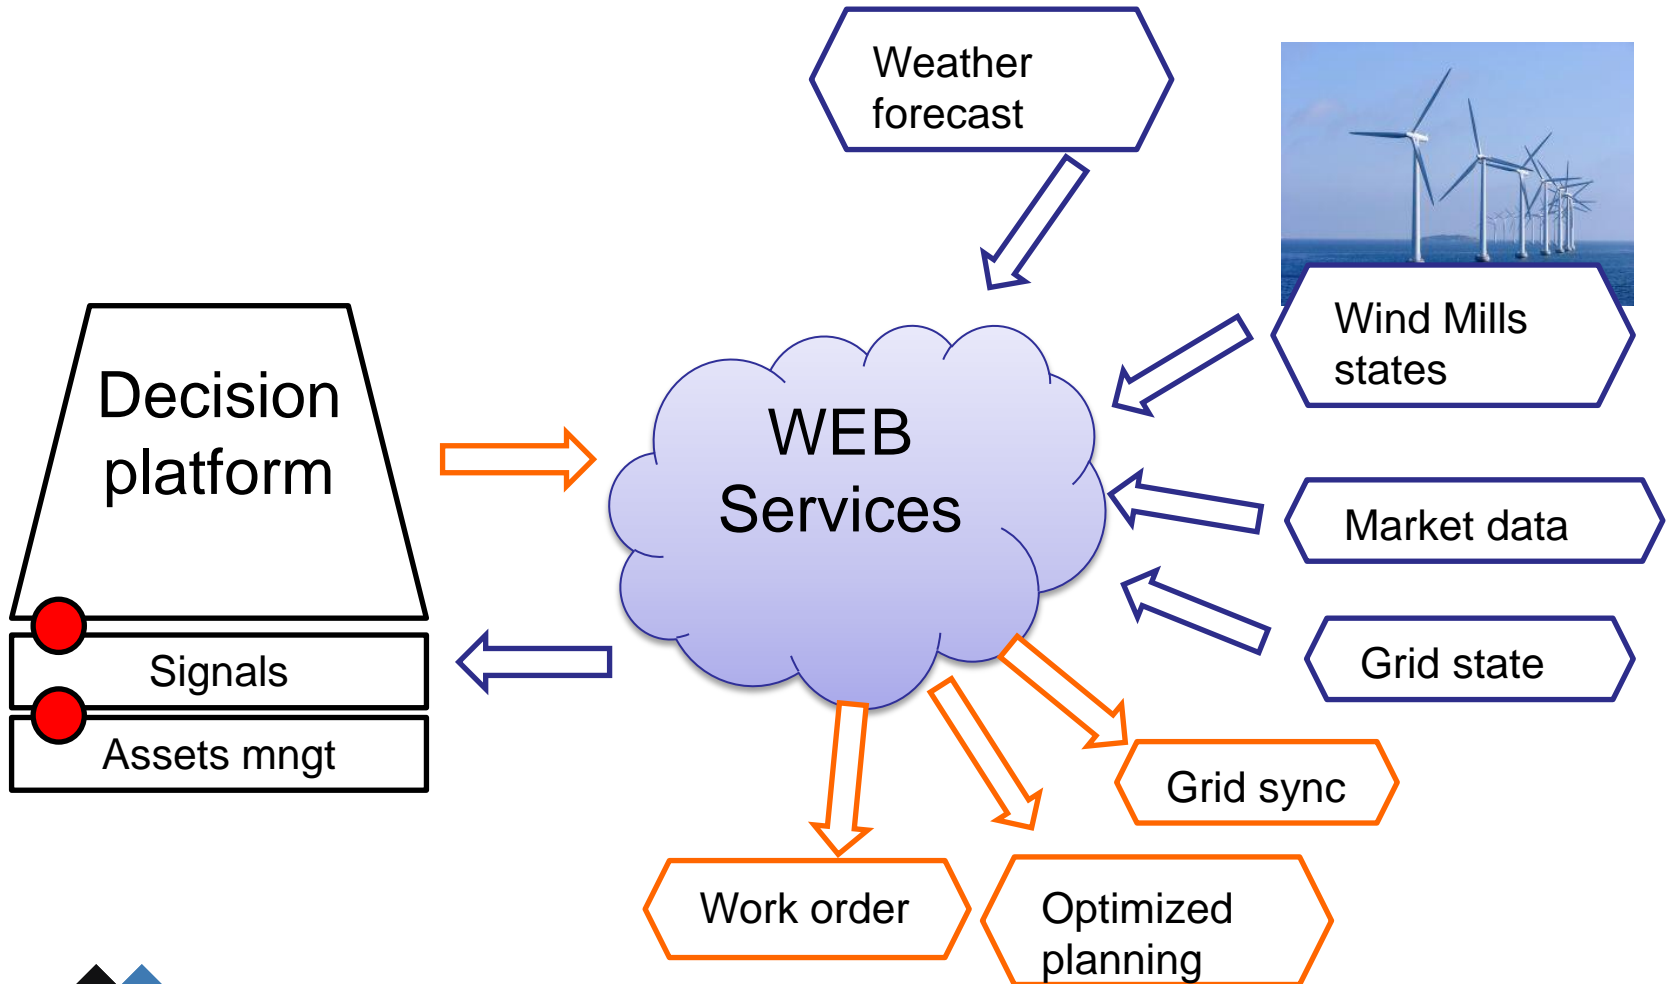 Weather
forecast
Wind Mills
states
Decision
platform
WEB
Services
Market data
Signals
Grid state
Assets mngt
Grid sync
Work order
Optimized
planning